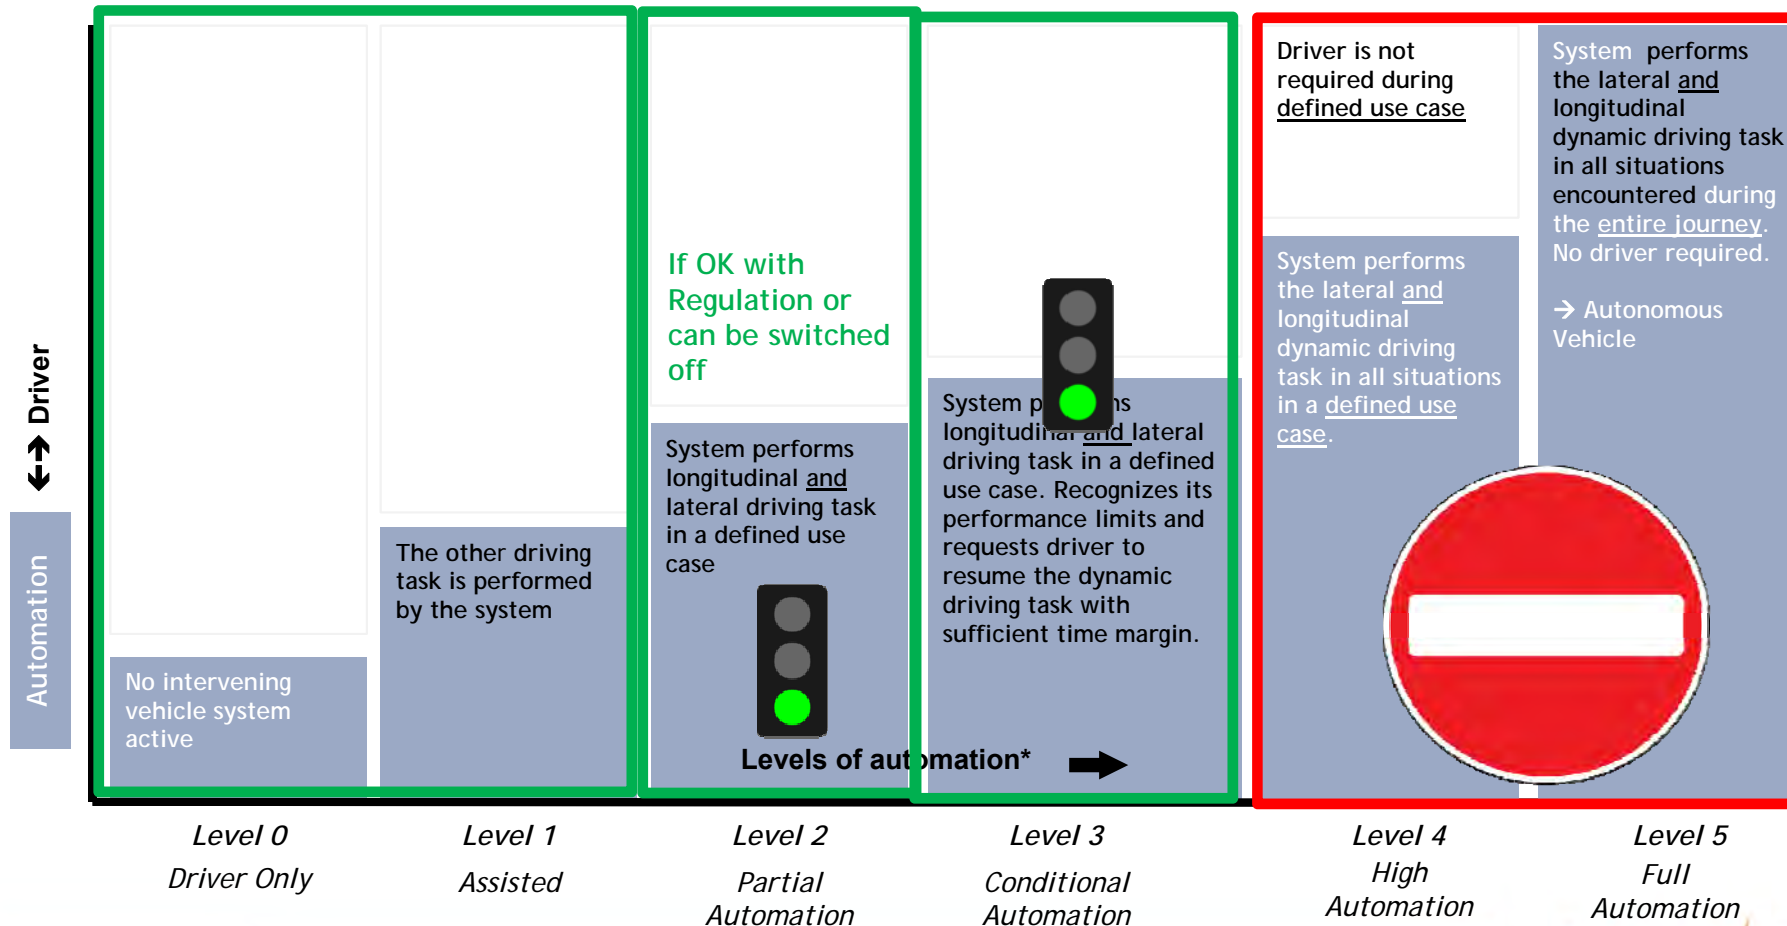 Driver
Automation
No intervening
vehicle system
active
The other driving
task is performed
by the system
If OK with
Regulation or
can be switched
off
System performs
longitudinal and
lateral driving task
in a defined use
case
System
longitudinal and lateral
driving task in a defined
use case. Recognizes its
performance limits and
requests driver to
resume the dynamic
driving task with
sufficient time margin.
Driver is not
required during
defined use case
System performs
the lateral and
longitudinal
dynamic driving
task in all situations
in a defined use
case.
System performs
the lateral and
longitudinal
dynamic driving task
in all situations
encountered during
the entire journey.
No driver required.
→ Autonomous
Vehicle
Levels of automation*
Level 0
Driver Only
Level 1
Assisted
Level 2
Partial
Automation
Level 3
Conditional
Automation
Level 4
High
Automation
Level 5
Full
Automation